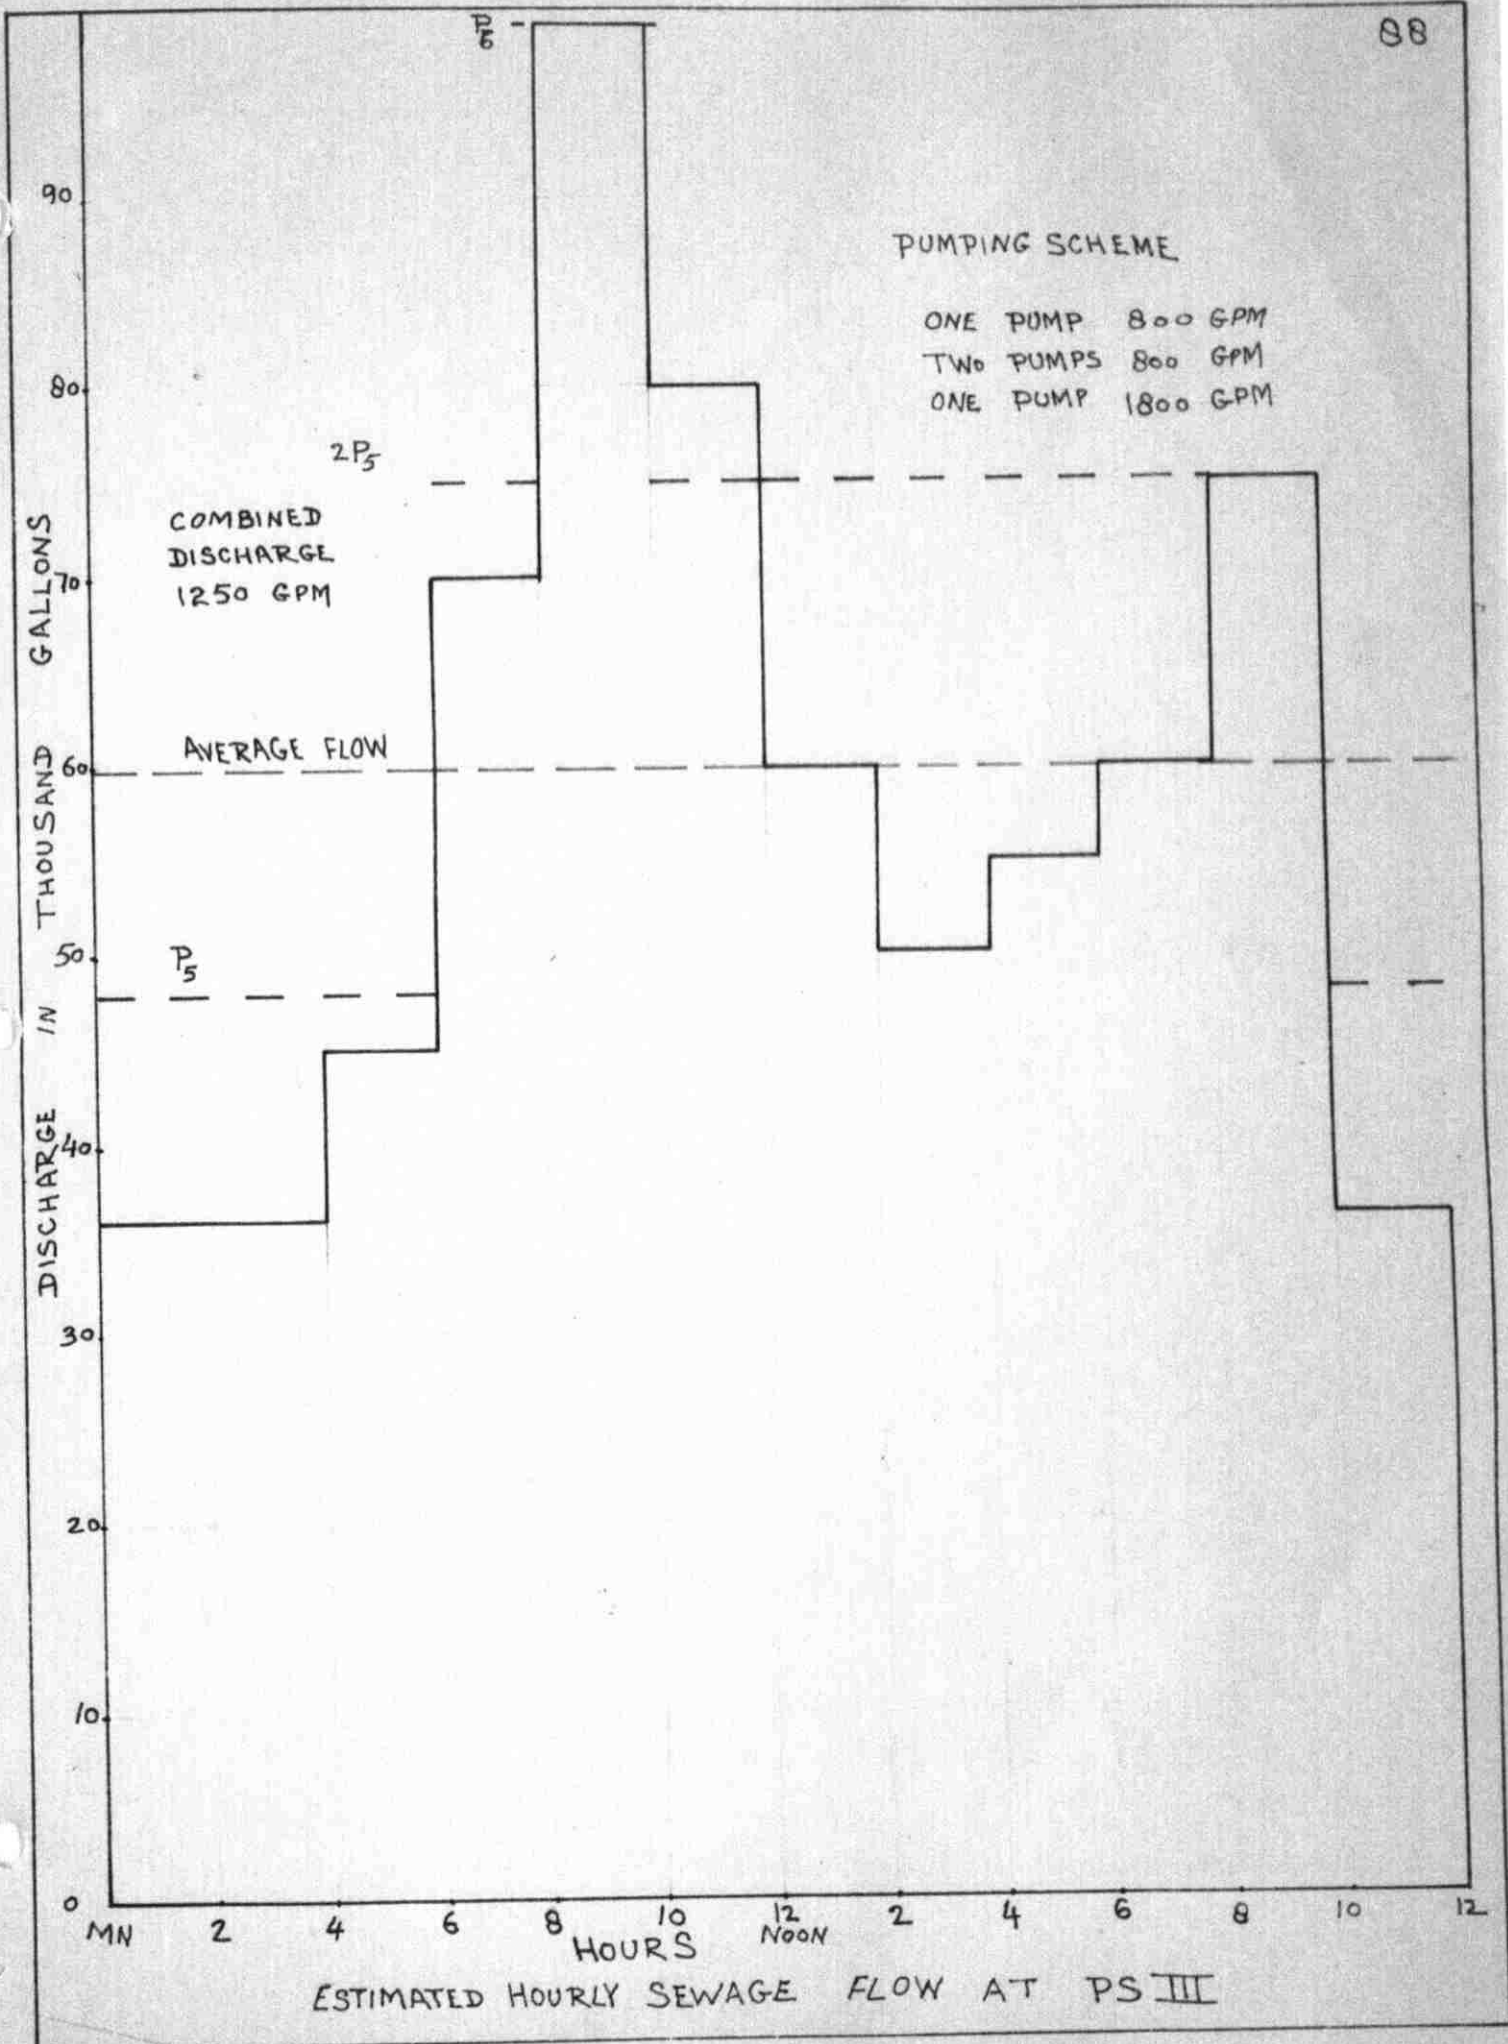 88
P6
90
PUMPING SCHEME
ONE PUMP 800 GPM
TWO PUMPS 800 GPM
ONE PUMP 1800 GPM
80
2P5
COMBINED
DISCHARGE
1250 GPM
70
AVERAGE FLOW
60
50
P5
40
30
20
10
0
DISCHARGE IN THOUSAND GALLONS
MN 2 4 6 8 10 12 2 4 6 8 10 12
NOON
HOURS
ESTIMATED HOURLY SEWAGE FLOW AT PS III